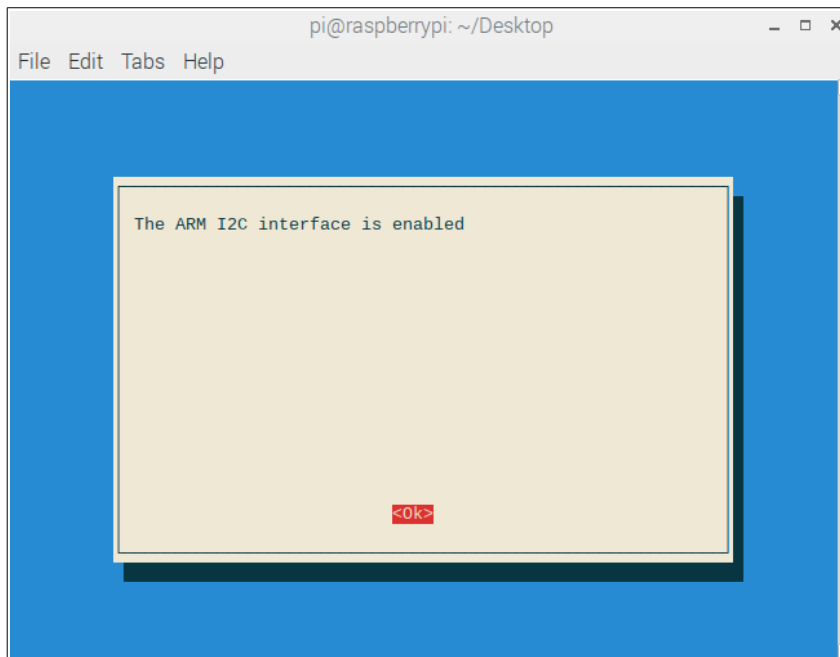 pi@raspberrypi: ~/Desktop
File Edit Tabs Help
The ARM I2C interface is enabled
<Ok>